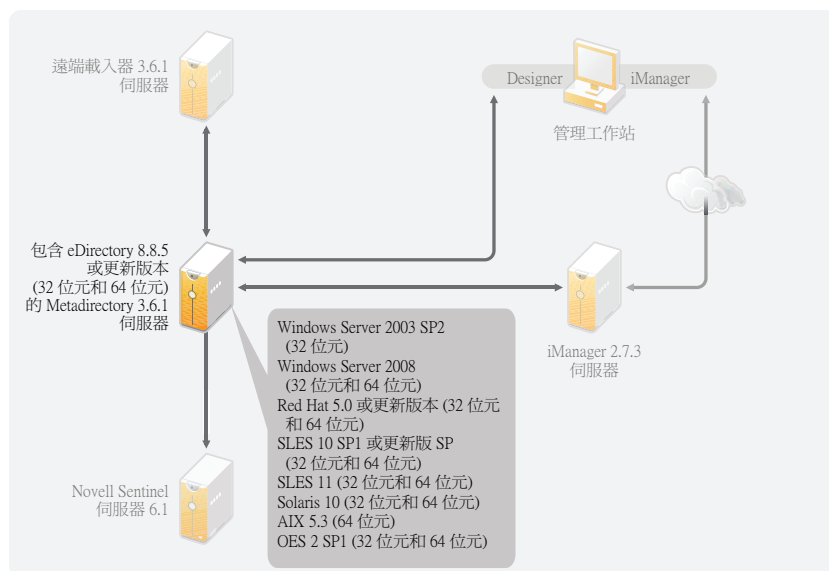 遠端載入器 3.6.1
伺服器
Designer
iManager
管理工作站
包含 eDirectory 8.8.5
或更新版本
(32 位元和 64 位元)
的 Metadirectory 3.6.1
伺服器
iManager 2.7.3
伺服器
Windows Server 2003 SP2
(32 位元)
Windows Server 2008
(32 位元和 64 位元)
Red Hat 5.0 或更新版本 (32 位元
和 64 位元)
SLES 10 SP1 或更新版 SP
(32 位元和 64 位元)
SLES 11 (32 位元和 64 位元)
Solaris 10 (32 位元和 64 位元)
AIX 5.3 (64 位元)
OES 2 SP1 (32 位元和 64 位元)
Novell Sentinel
伺服器 6.1